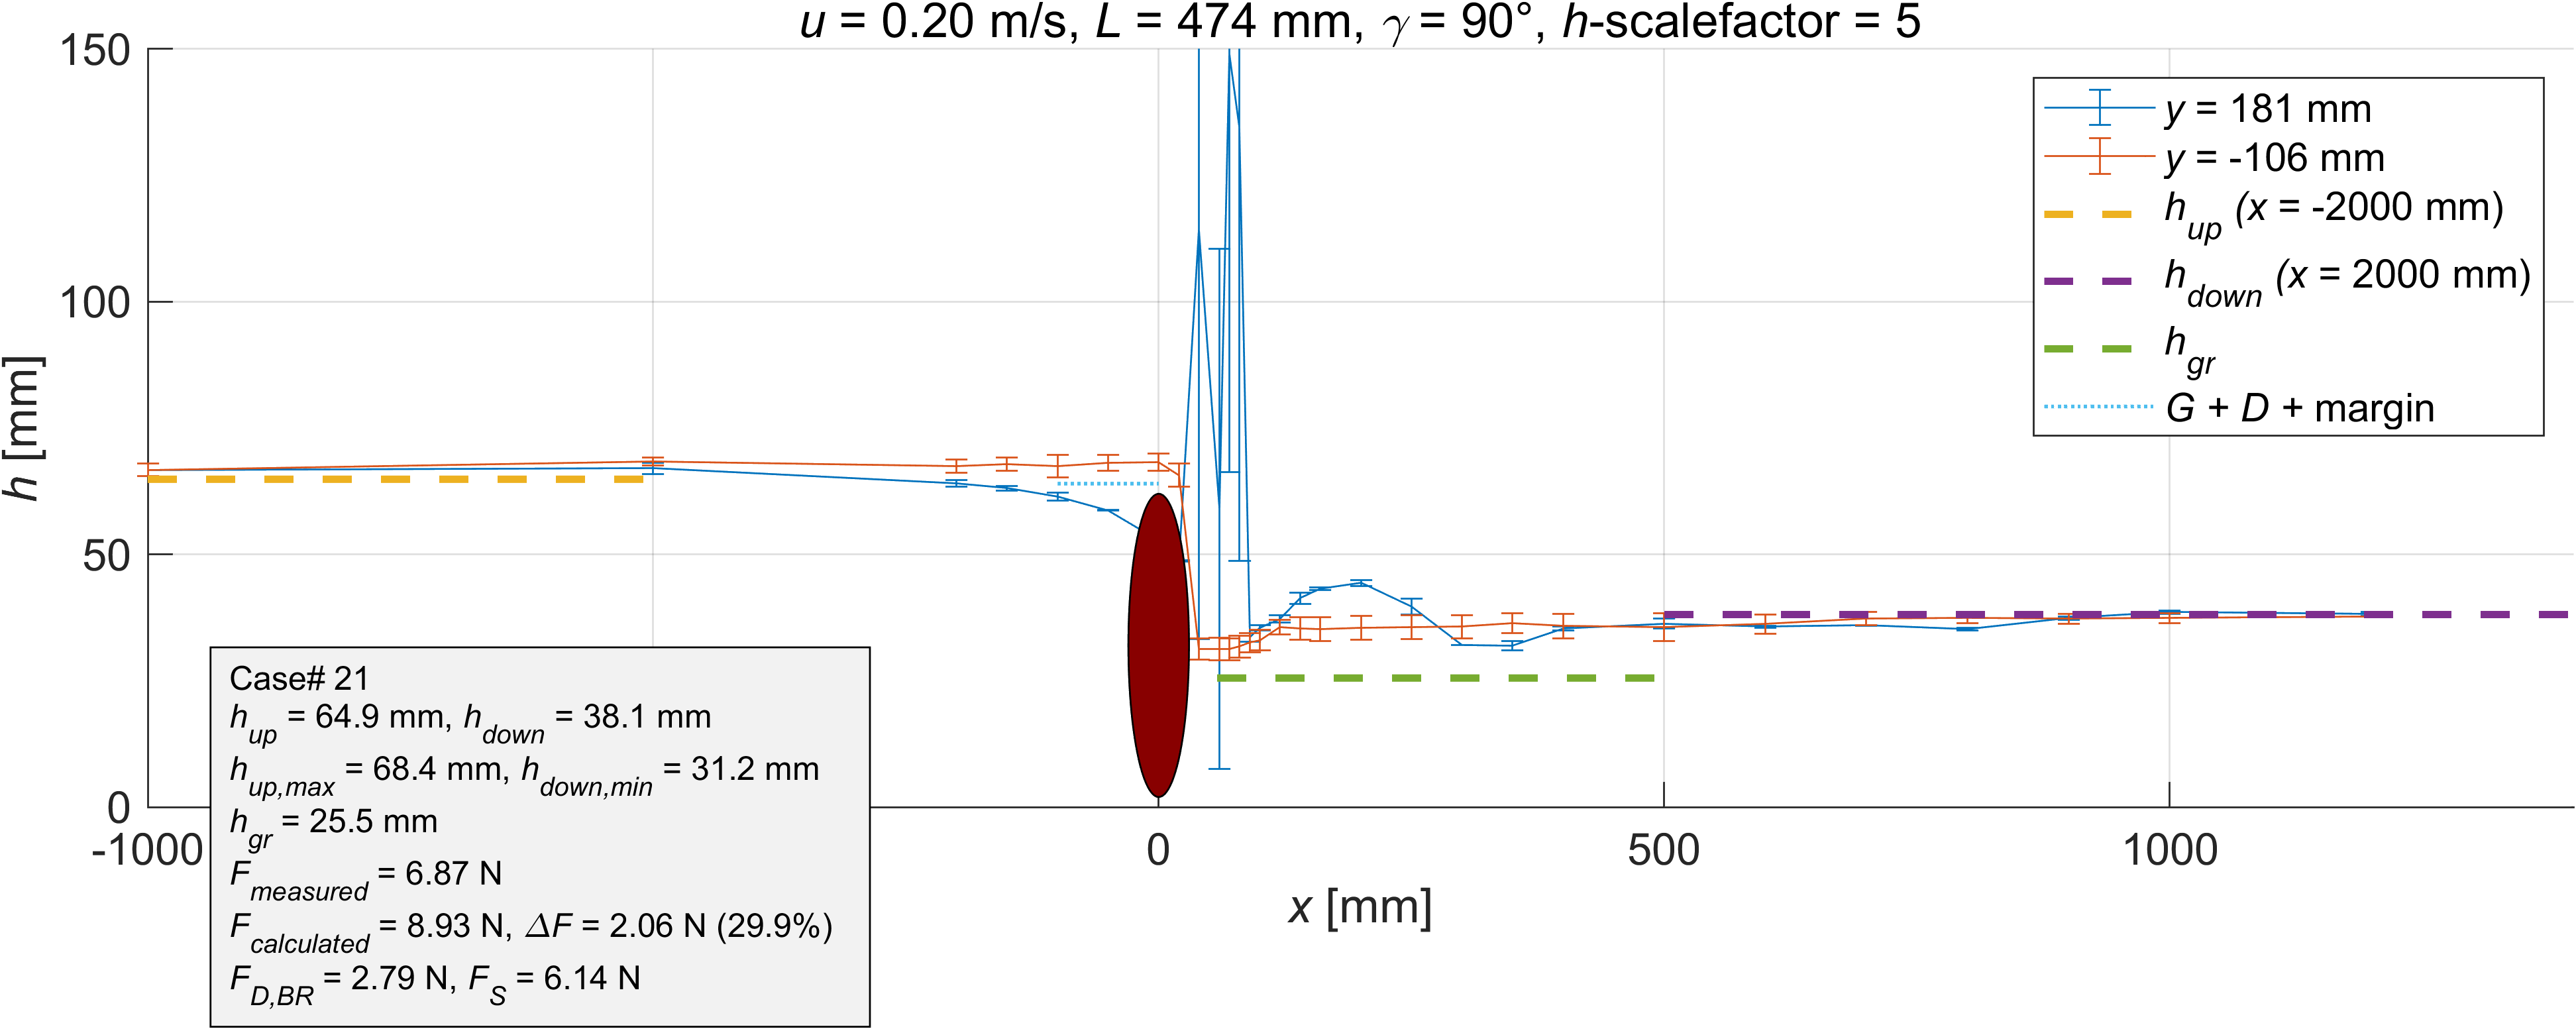 u = 0.20 m/s, L = 474 mm, γ = 90°, h-scalefactor = 5
150
100
50
0
h [mm]
-1000
0
500
1000
x [mm]
y = 181 mm
y = -106 mm
h_up (x = -2000 mm)
h_down (x = 2000 mm)
h_gr
G + D + margin
Case# 21
h_up = 64.9 mm, h_down = 38.1 mm
h_up,max = 68.4 mm, h_down,min = 31.2 mm
h_gr = 25.5 mm
F_measured = 6.87 N
F_calculated = 8.93 N, ΔF = 2.06 N (29.9%)
F_D,BR = 2.79 N, F_S = 6.14 N